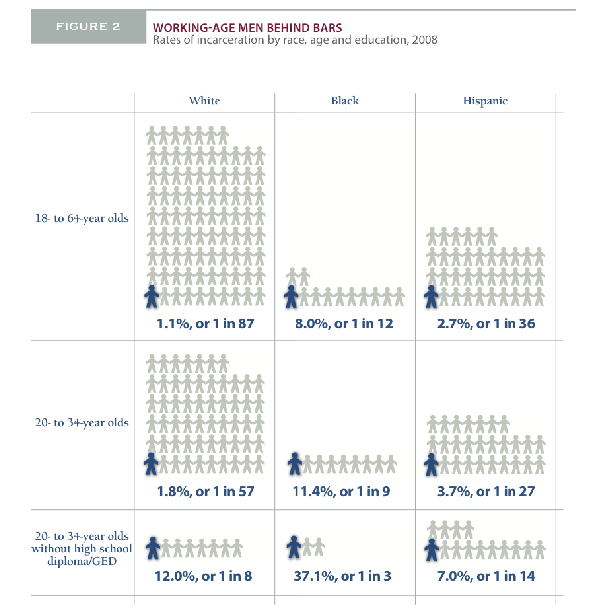 FIGURE 2
WORKING-AGE MEN BEHIND BARS
Rates of incarceration by race, age and education, 2008
White Black Hispanic
18- to 64-year olds
1.1%, or 1 in 87 8.0%, or 1 in 12 2.7%, or 1 in 36
20- to 34-year olds
1.8%, or 1 in 57 11.4%, or 1 in 9 3.7%, or 1 in 27
20- to 34-year olds
without high school
diploma/GED
12.0%, or 1 in 8 37.1%, or 1 in 3 7.0%, or 1 in 14